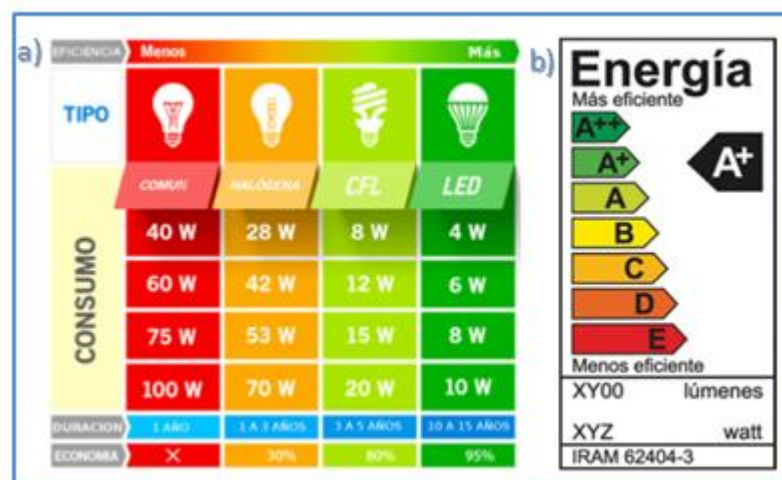 a)
EFICIENCIA Menos Más
TIPO
COMUN HALÓGENA CFL LED
CONSUMO
40 W 28 W 8 W 4 W
60 W 42 W 12 W 6 W
75 W 53 W 15 W 8 W
100 W 70 W 20 W 10 W
DURACION 1 AÑO 1 A 3 AÑOS 3 A 5 AÑOS 10 A 15 AÑOS
ECONOMIA X 30% 80% 95%
b)
Energía
Más eficiente
A++
A+ A+
A
B
C
D
E
Menos eficiente
XY00 lúmenes
XYZ watt
IRAM 62404-3